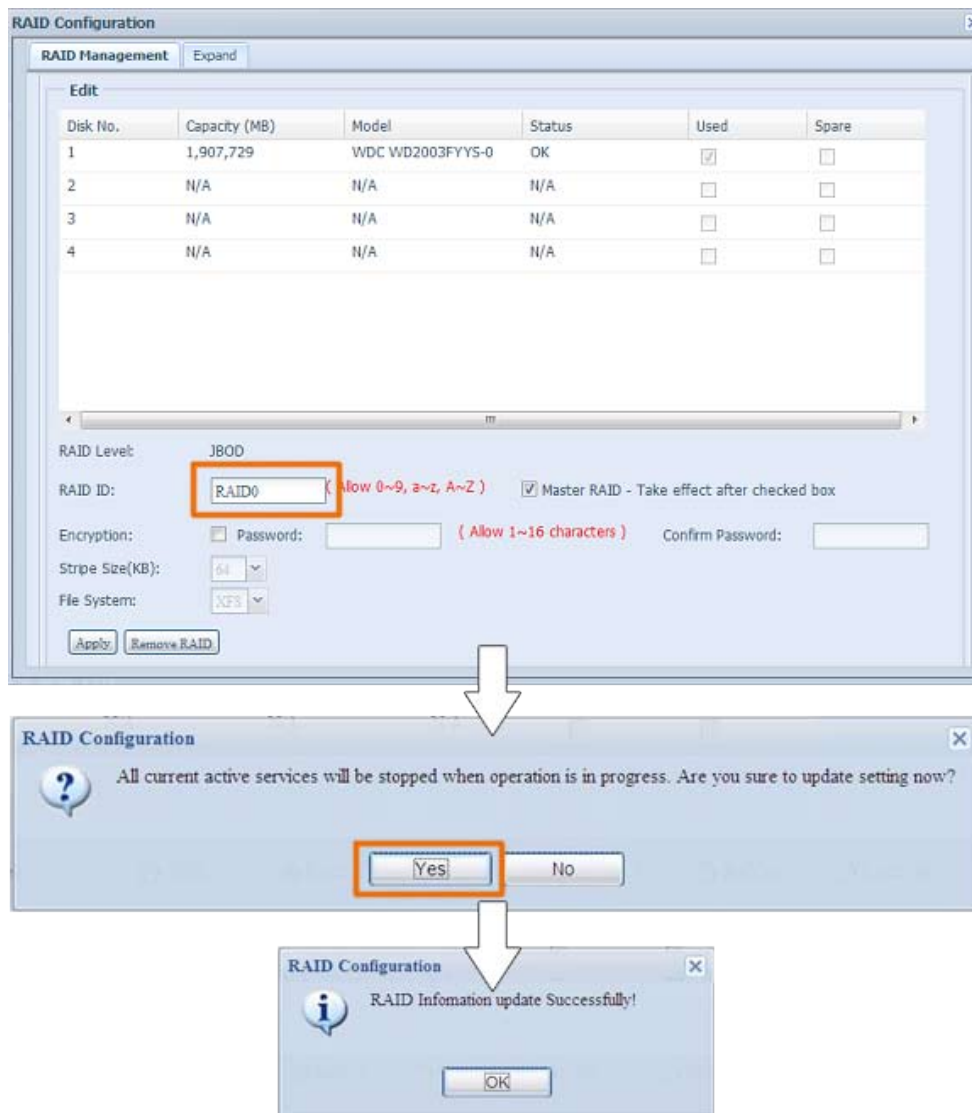 RAID Configuration
RAID Management Expand
Edit
Disk No. Capacity (MB) Model Status Used Spare
1 1,907,729 WDC WD2003FYYS-0 OK
2 N/A N/A N/A
3 N/A N/A N/A
4 N/A N/A N/A
RAID Level: JBOD
RAID ID: RAID0 ( Allow 0~9, a~z, A~Z ) Master RAID - Take effect after checked box
Encryption: Password: ( Allow 1~16 characters ) Confirm Password:
Stripe Size(KB): 64
File System: XFS
Apply Remove RAID
RAID Configuration
All current active services will be stopped when operation is in progress. Are you sure to update setting now?
Yes No
RAID Configuration
RAID Infomation update Successfully!
OK